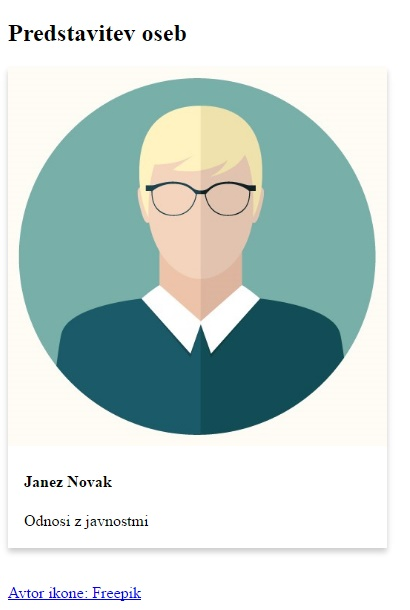 Predstavitev oseb
Janez Novak
Odnosi z javnostmi
Avtor ikone: Freepik